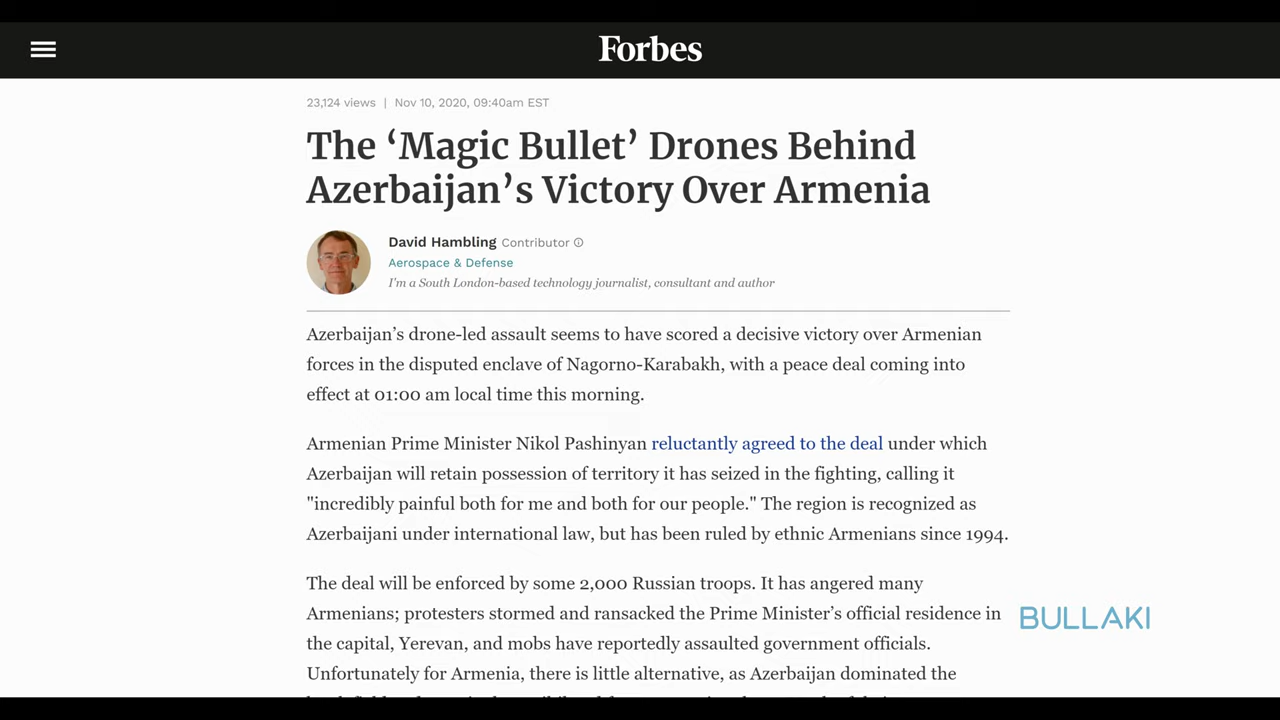 Forbes
23,124 views | Nov 10, 2020, 09:40am EST
The ‘Magic Bullet’ Drones Behind
Azerbaijan’s Victory Over Armenia
David Hambling Contributor
Aerospace & Defense
I'm a South London-based technology journalist, consultant and author
Azerbaijan’s drone-led assault seems to have scored a decisive victory over Armenian
forces in the disputed enclave of Nagorno-Karabakh, with a peace deal coming into
effect at 01:00 am local time this morning.
Armenian Prime Minister Nikol Pashinyan reluctantly agreed to the deal under which
Azerbaijan will retain possession of territory it has seized in the fighting, calling it
"incredibly painful both for me and both for our people." The region is recognized as
Azerbaijani under international law, but has been ruled by ethnic Armenians since 1994.
The deal will be enforced by some 2,000 Russian troops. It has angered many
Armenians; protesters stormed and ransacked the Prime Minister’s official residence in
the capital, Yerevan, and mobs have reportedly assaulted government officials.
Unfortunately for Armenia, there is little alternative, as Azerbaijan dominated the
BULLAKI